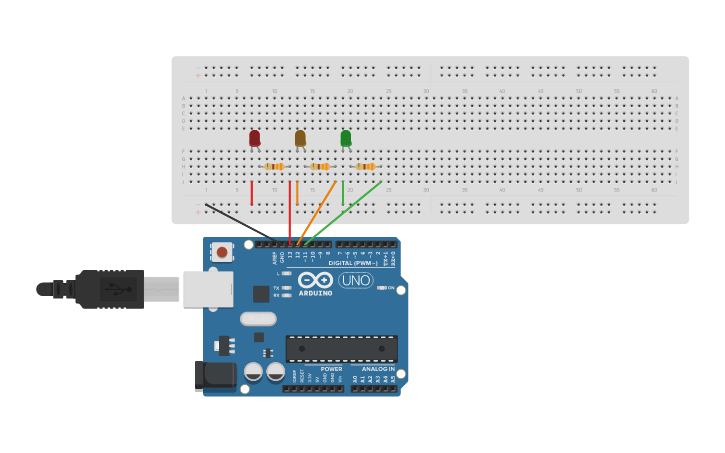 1 5 10 15 20 25 30 35 40 45 50 55 60
A A
B B
C C
D D
E E
F F
G G
H H
I I
J J
1 5 10 15 20 25 30 35 40 45 50 55 60
AREF
GND
13
12
~11
~10
~9
8
7
~6
~5
4
~3
2
TX→1
RX←0
DIGITAL (PWM~)
L
TX
RX
ARDUINO
UNO
ON
POWER
ANALOG IN
IOREF
RESET
3.3V
5V
GND
GND
Vin
A0
A1
A2
A3
A4
A5